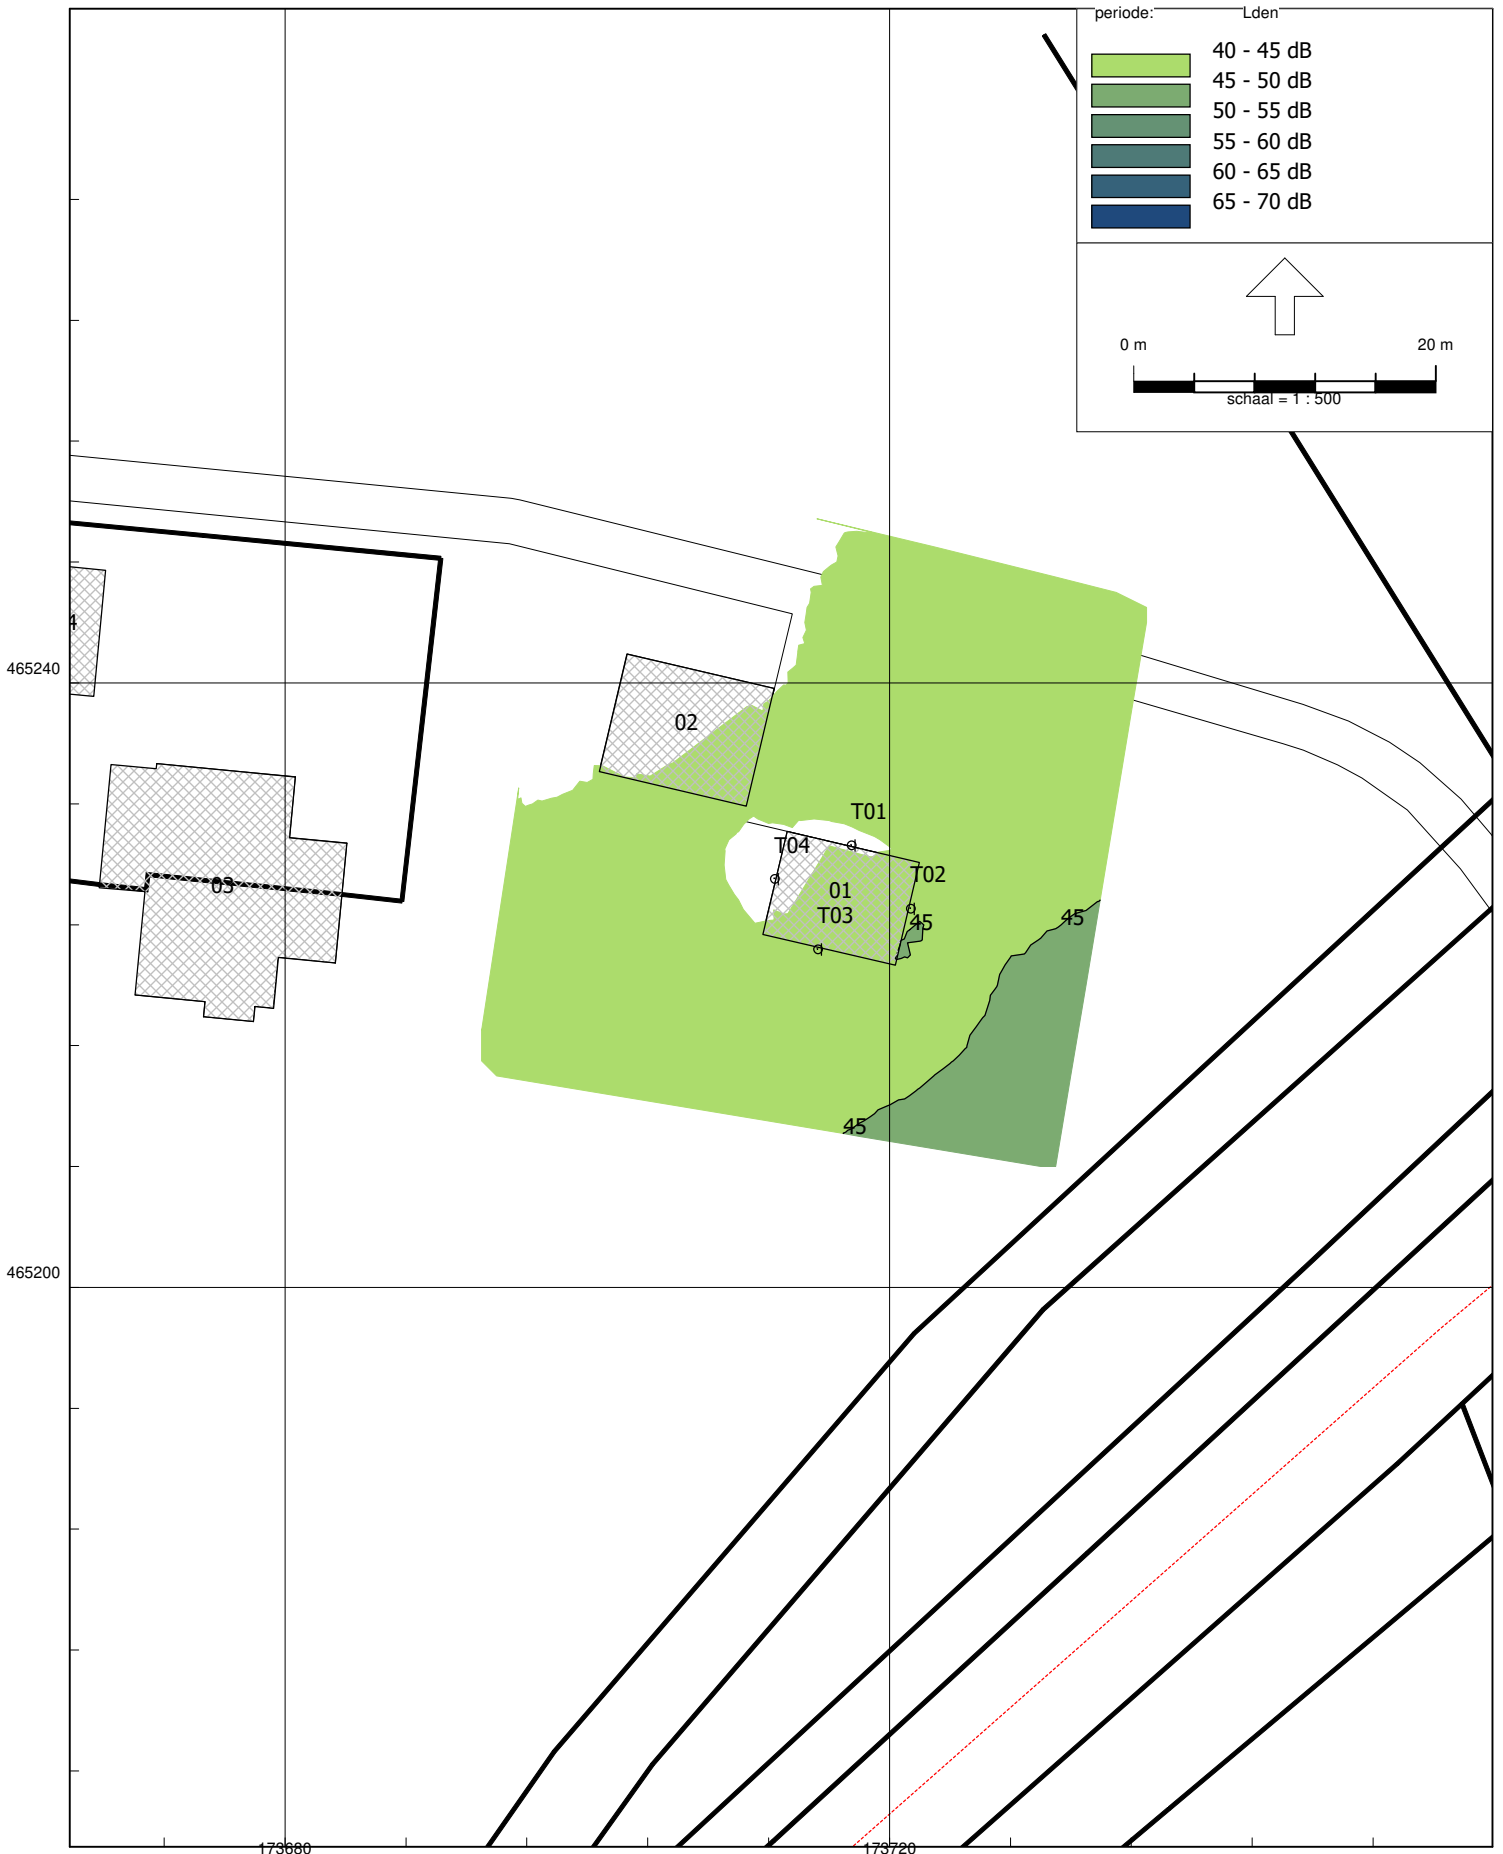 periode: Lden
40 - 45 dB
45 - 50 dB
50 - 55 dB
55 - 60 dB
60 - 65 dB
65 - 70 dB
0 m 20 m
schaal = 1 : 500
4
465240
02
T01
T04
T02
01
03
T03
45
45
45
465200
173680 173720